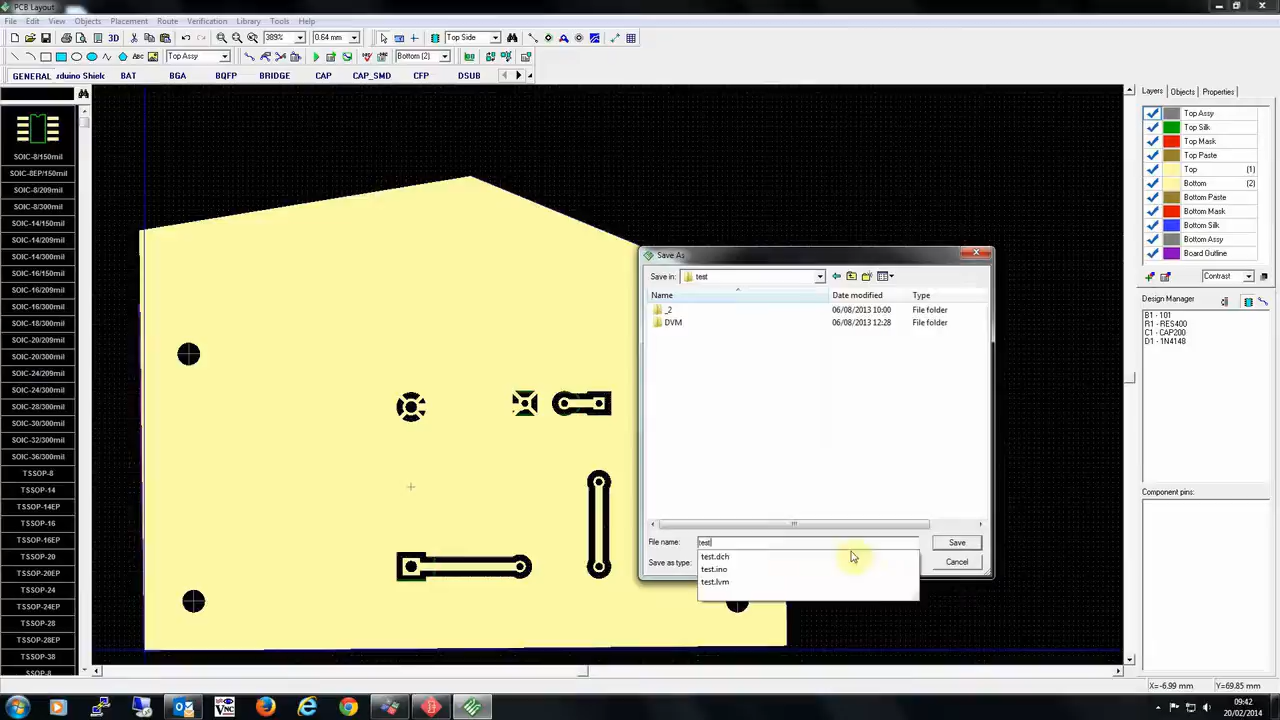 PCB Layout
File Edit View Objects Placement Route Verification Library Tools Help
3D 389% 0.64 mm Top Side
Abc Top Assy Bottom (2)
GENERAL rduino Shield BAT BGA BQFP BRIDGE CAP CAP_SMD CFP DSUB
SOIC-8/150mil
SOIC-8EP/150mil
SOIC-8/209mil
SOIC-8/300mil
SOIC-14/150mil
SOIC-14/209mil
SOIC-14/300mil
SOIC-16/150mil
SOIC-16/209mil
SOIC-16/300mil
SOIC-18/300mil
SOIC-20/209mil
SOIC-20/300mil
SOIC-24/209mil
SOIC-24/300mil
SOIC-28/300mil
SOIC-30/300mil
SOIC-32/300mil
SOIC-36/300mil
TSSOP-8
TSSOP-14
TSSOP-14EP
TSSOP-16
TSSOP-16EP
TSSOP-20
TSSOP-20EP
TSSOP-24
TSSOP-28
TSSOP-28EP
TSSOP-38
TSSOP-8
Save As
Save in: test
Name Date modified Type
_2 06/08/2013 10:00 File folder
DVM 06/08/2013 12:28 File folder
File name: test
Save
test.dch
test.ino
test.lvm
Save as type:
Cancel
Layers Objects Properties
Top Assy
Top Silk
Top Mask
Top Paste
Top (1)
Bottom (2)
Bottom Paste
Bottom Mask
Bottom Silk
Bottom Assy
Board Outline
Contrast
Design Manager
B1 - 101
R1 - RES400
C1 - CAP200
D1 - 1N4148
Component pins:
X=-6.99 mm Y=69.85 mm
09:42
20/02/2014